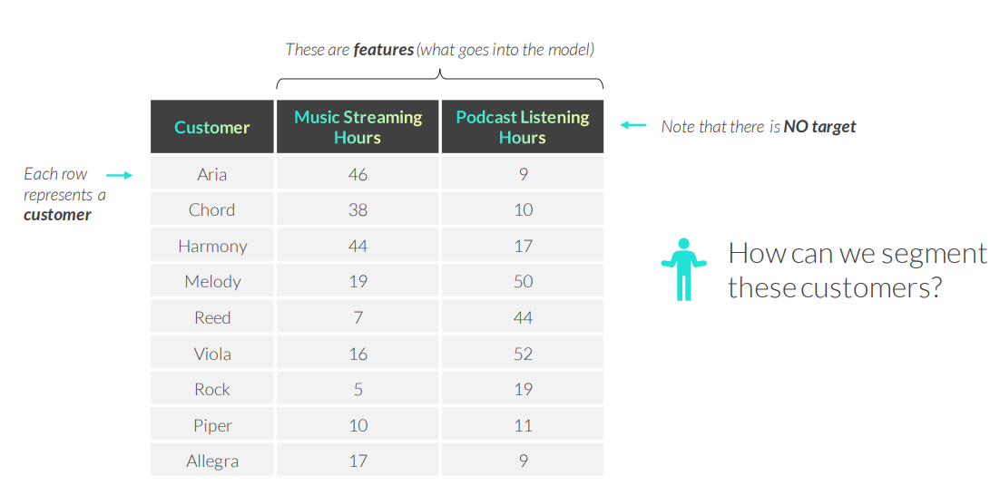 These are features (what goes into the model)
Customer
Music Streaming
Hours
Podcast Listening
Hours
Note that there is NO target
Each row
represents a
customer
Aria 46 9
Chord 38 10
Harmony 44 17
Melody 19 50
Reed 7 44
Viola 16 52
Rock 5 19
Piper 10 11
Allegra 17 9
How can we segment
these customers?